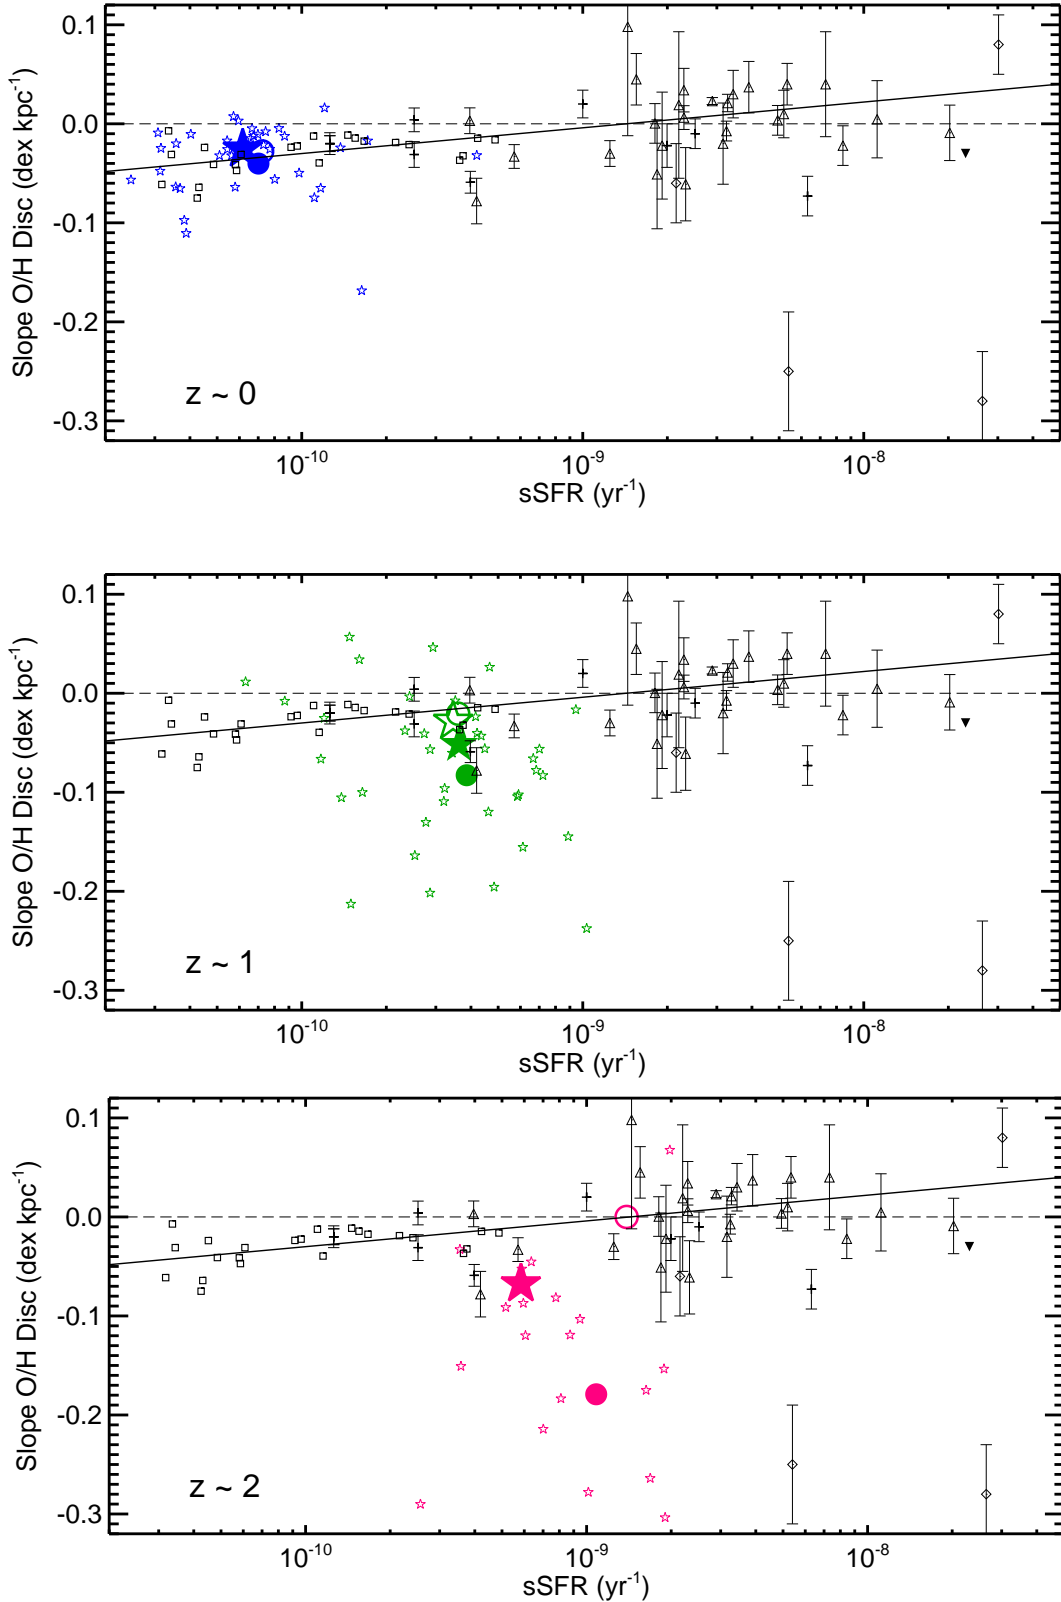 0.1
0.0
-0.1
-0.2
-0.3
Slope O/H Disc (dex kpc⁻¹)
z ~ 0
10⁻¹⁰ 10⁻⁹ 10⁻⁸
sSFR (yr⁻¹)
0.1
0.0
-0.1
-0.2
-0.3
Slope O/H Disc (dex kpc⁻¹)
z ~ 1
10⁻¹⁰ 10⁻⁹ 10⁻⁸
sSFR (yr⁻¹)
0.1
0.0
-0.1
-0.2
-0.3
Slope O/H Disc (dex kpc⁻¹)
z ~ 2
10⁻¹⁰ 10⁻⁹ 10⁻⁸
sSFR (yr⁻¹)